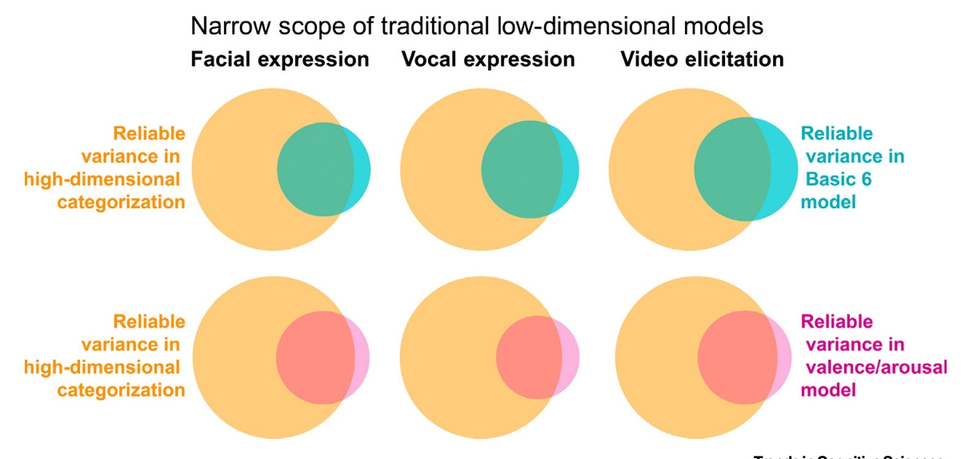 Narrow scope of traditional low-dimensional models
Facial expression
Vocal expression
Video elicitation
Reliable
variance in
high-dimensional
categorization
Reliable
variance in
Basic 6
model
Reliable
variance in
high-dimensional
categorization
Reliable
variance in
valence/arousal
model